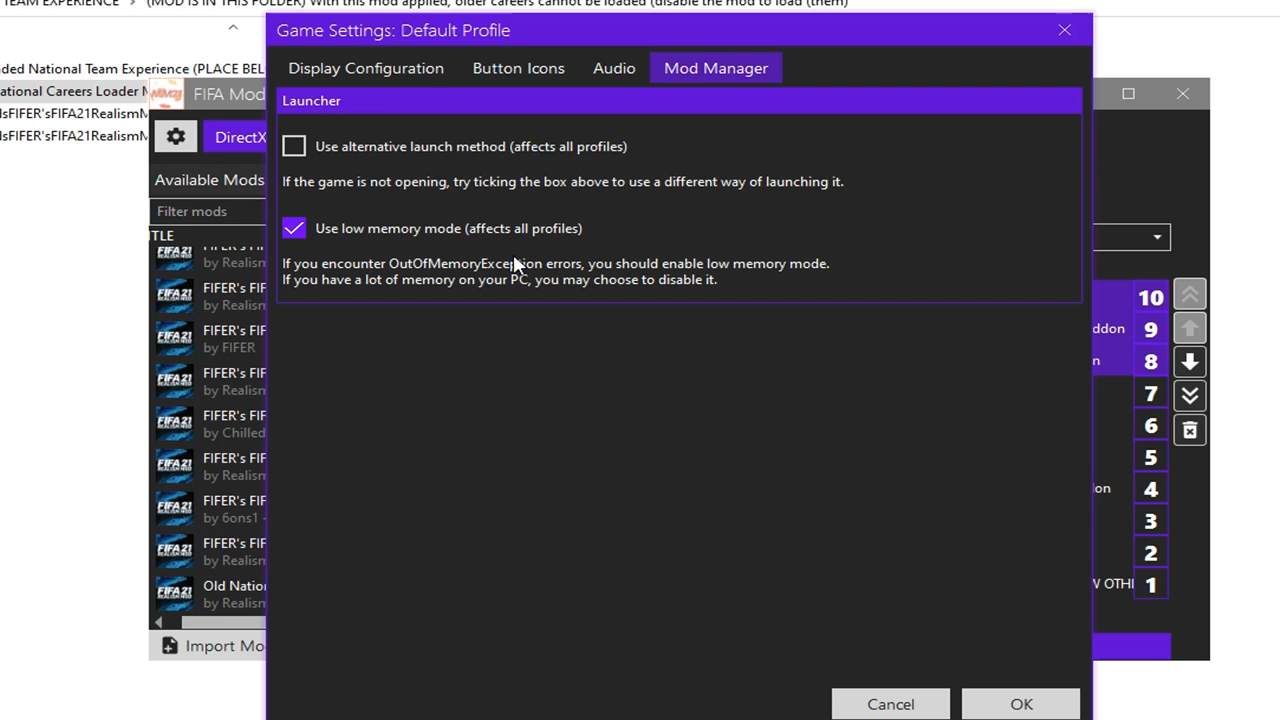 TEAM EXPERIENCE > (MOD IS IN THIS FOLDER) With this mod applied, older careers cannot be loaded (disable the mod to load (them)
Game Settings: Default Profile
Display Configuration
Button Icons
Audio
Mod Manager
Launcher
Use alternative launch method (affects all profiles)
If the game is not opening, try ticking the box above to use a different way of launching it.
Use low memory mode (affects all profiles)
If you encounter OutOfMemoryException errors, you should enable low memory mode.
If you have a lot of memory on your PC, you may choose to disable it.
Cancel
OK
ded National Team Experience (PLACE BEL
ational Careers Loader M
lsFIFER'sFIFA21RealismM
lsFIFER'sFIFA21RealismM
MM21
FIFA Mod
DirectX
Available Mods
Filter mods
ITLE
FIFER's FIF
by Realism
FIFER's FIF
by Realism
FIFER's FIF
by FIFER
FIFER's FIF
by Realism
FIFER's FIF
by Chilled
FIFER's FIF
by Realism
FIFER's FIF
by 6ons1 -
FIFER's FIF
by Realism
Old Natio
by Realism
Import Mo
10
ddon 9
n 8
7
6
5
on 4
3
2
W OTHE 1